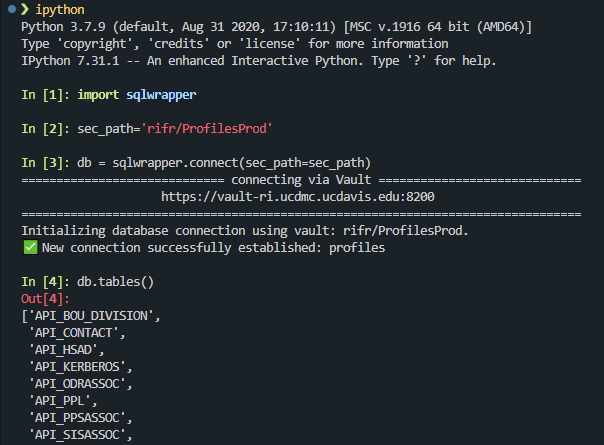 ❯ ipython
Python 3.7.9 (default, Aug 31 2020, 17:10:11) [MSC v.1916 64 bit (AMD64)]
Type 'copyright', 'credits' or 'license' for more information
IPython 7.31.1 -- An enhanced Interactive Python. Type '?' for help.
In [1]: import sqlwrapper
In [2]: sec_path='rifr/ProfilesProd'
In [3]: db = sqlwrapper.connect(sec_path=sec_path)
============================= connecting via Vault =============================
https://vault-ri.ucdmc.ucdavis.edu:8200
================================================================================
Initializing database connection using vault: rifr/ProfilesProd.
✅ New connection successfully established: profiles
In [4]: db.tables()
Out[4]:
['API_BOU_DIVISION',
'API_CONTACT',
'API_HSAD',
'API_KERBEROS',
'API_ODRASSOC',
'API_PPL',
'API_PPSASSOC',
'API_SISASSOC',